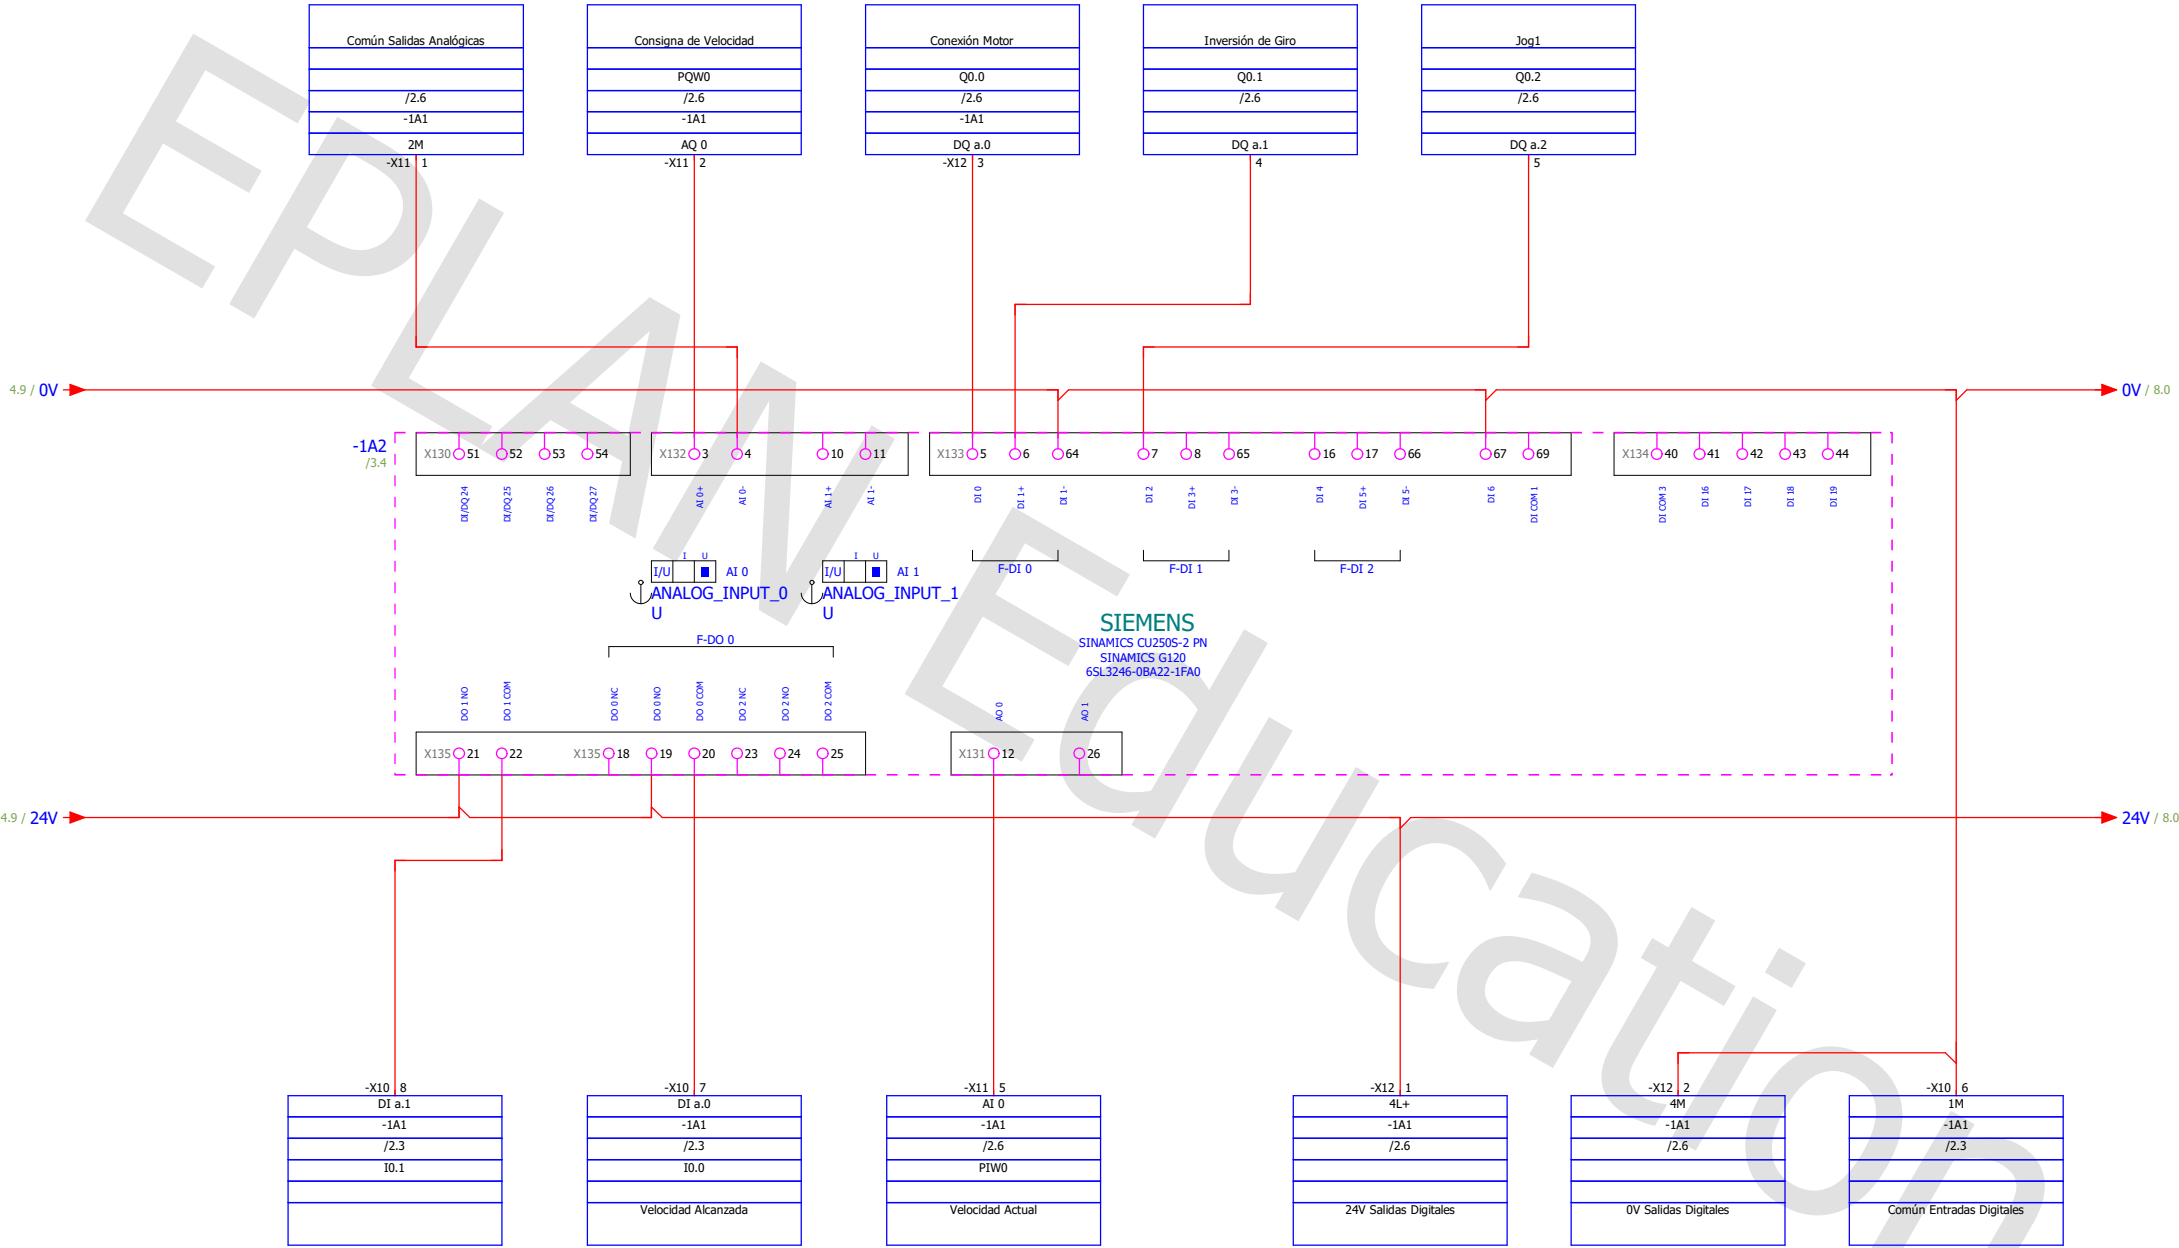 Común Salidas Analógicas
/2.6
-1A1
2M
-X11 1
Consigna de Velocidad
PQW0
/2.6
-1A1
AQ 0
-X11 2
Conexión Motor
Q0.0
/2.6
-1A1
DQ a.0
-X12 3
Inversión de Giro
Q0.1
/2.6
DQ a.1
4
Jog1
Q0.2
/2.6
DQ a.2
5
4.9 / 0V
0V / 8.0
-1A2
/3.4
X130 51 52 53 54
X132 3 4 10 11
X133 5 6 64 7 8 65 16 17 66 67 69
X134 40 41 42 43 44
DI/DQ 24
DI/DQ 25
DI/DQ 26
DI/DQ 27
AI 0+
AI 0-
AI 1+
AI 1-
DI 0
DI 1+
DI 1-
DI 2
DI 3+
DI 3-
DI 4
DI 5+
DI 5-
DI 6
DI COM 1
DI COM 3
DI 16
DI 17
DI 18
DI 19
I U
I/U AI 0
ANALOG_INPUT_0
U
I U
I/U AI 1
ANALOG_INPUT_1
U
F-DI 0
F-DI 1
F-DI 2
SIEMENS
SINAMICS CU250S-2 PN
SINAMICS G120
6SL3246-0BA22-1FA0
F-DO 0
DO 1 NO
DO 1 COM
DO 0 NC
DO 0 NO
DO 0 COM
DO 2 NC
DO 2 NO
DO 2 COM
AO 0
AO 1
X135 21 22 X135 18 19 20 23 24 25
X131 12 26
4.9 / 24V
24V / 8.0
-X10 8
DI a.1
-1A1
/2.3
I0.1
-X10 7
DI a.0
-1A1
/2.3
I0.0
Velocidad Alcanzada
-X11 5
AI 0
-1A1
/2.6
PIW0
Velocidad Actual
-X12 1
4L+
-1A1
/2.6
24V Salidas Digitales
-X12 2
4M
-1A1
/2.6
0V Salidas Digitales
-X10 6
1M
-1A1
/2.3
Común Entradas Digitales
EPLAN Education